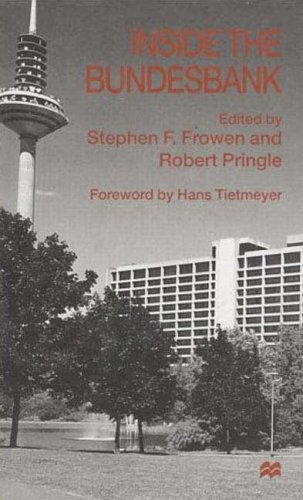 INSIDE THE
BUNDESBANK
Edited by
Stephen F. Frowen and
Robert Pringle
Foreword by Hans Tietmeyer
M